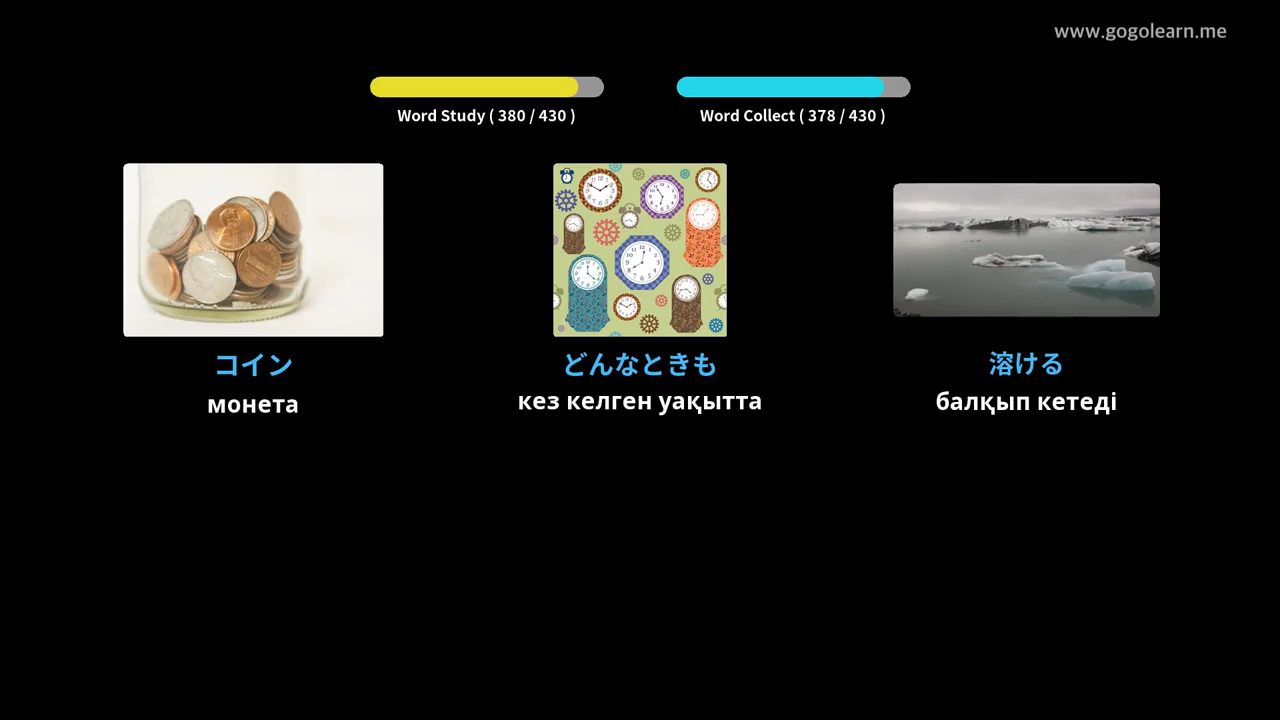 www.gogolearn.me
Word Study ( 380 / 430 )
Word Collect ( 378 / 430 )
コイン
монета
どんなときも
кез келген уақытта
溶ける
балқып кетеді